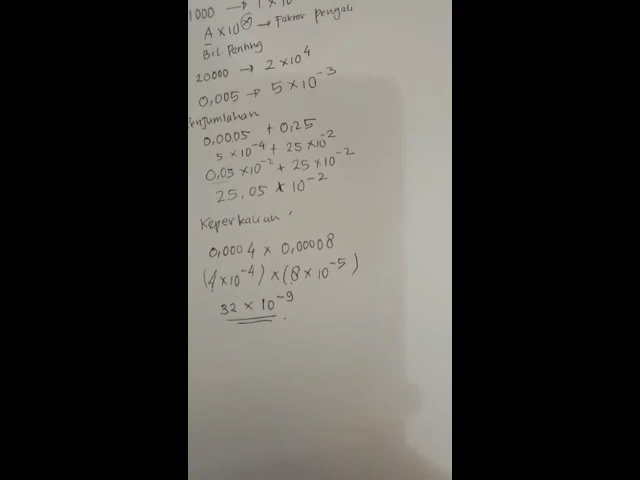 1000 → 1 × 10
A × 10ⓧ → Faktor pengali
Bil. Penting
20000 → 2 × 10⁴
0,005 → 5 × 10⁻³
Penjumlahan
0,0005 + 0,25
5 × 10⁻⁴ + 25 × 10⁻²
0,05 × 10⁻² + 25 × 10⁻²
25,05 × 10⁻²
Keperkalian
0,0004 × 0,00008
(4 × 10⁻⁴) × (8 × 10⁻⁵)
32 × 10⁻⁹